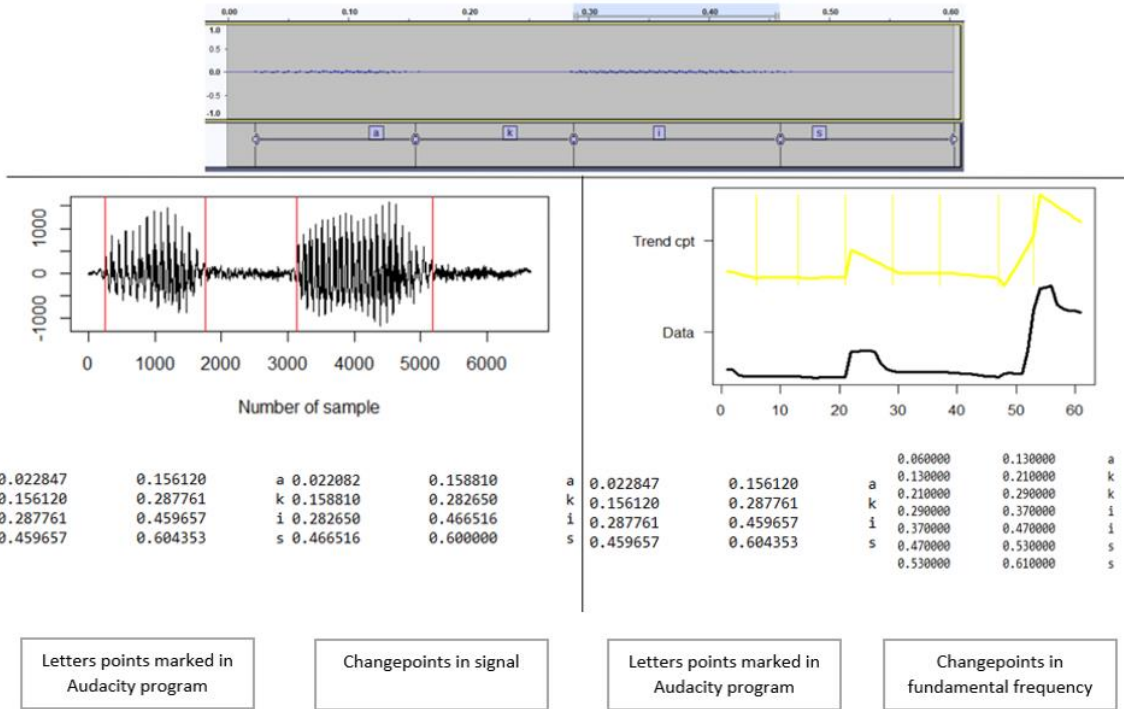 0.00 0.10 0.20 0.30 0.40 0.50 0.60
1.0
0.5
0.0
-0.5
-1.0
a k i s
1000
0
-1000
0 1000 2000 3000 4000 5000 6000
Number of sample
Trend cpt
Data
0 10 20 30 40 50 60
0.022847 0.156120 a 0.022082 0.158810 a
0.156120 0.287761 k 0.158810 0.282650 k
0.287761 0.459657 i 0.282650 0.466516 i
0.459657 0.604353 s 0.466516 0.600000 s
0.022847 0.156120 a
0.156120 0.287761 k
0.287761 0.459657 i
0.459657 0.604353 s
0.060000 0.130000 a
0.130000 0.210000 k
0.210000 0.290000 k
0.290000 0.370000 i
0.370000 0.470000 i
0.470000 0.530000 s
0.530000 0.610000 s
Letters points marked in
Audacity program
Changepoints in signal
Letters points marked in
Audacity program
Changepoints in
fundamental frequency